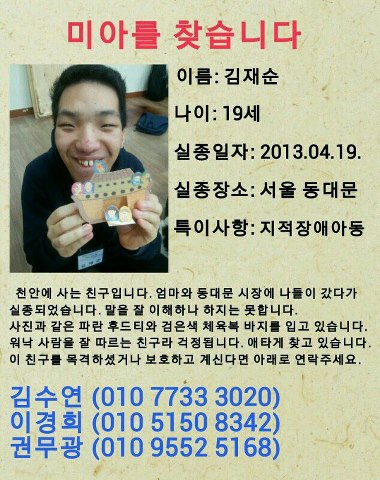 미아를 찾습니다
이름: 김재순
나이: 19세
실종일자: 2013.04.19.
실종장소: 서울 동대문
특이사항: 지적장애아동
천안에 사는 친구입니다. 엄마와 동대문 시장에 나들이 갔다가
실종되었습니다. 말을 잘 이해하나 하지는 못합니다.
사진과 같은 파란 후드티와 검은색 체육복 바지를 입고 있습니다.
워낙 사람을 잘 따르는 친구라 걱정됩니다. 애타게 찾고 있습니다.
이 친구를 목격하셨거나 보호하고 계신다면 아래로 연락주세요.
김수연 (010 7733 3020)
이경희 (010 5150 8342)
권무광 (010 9552 5168)